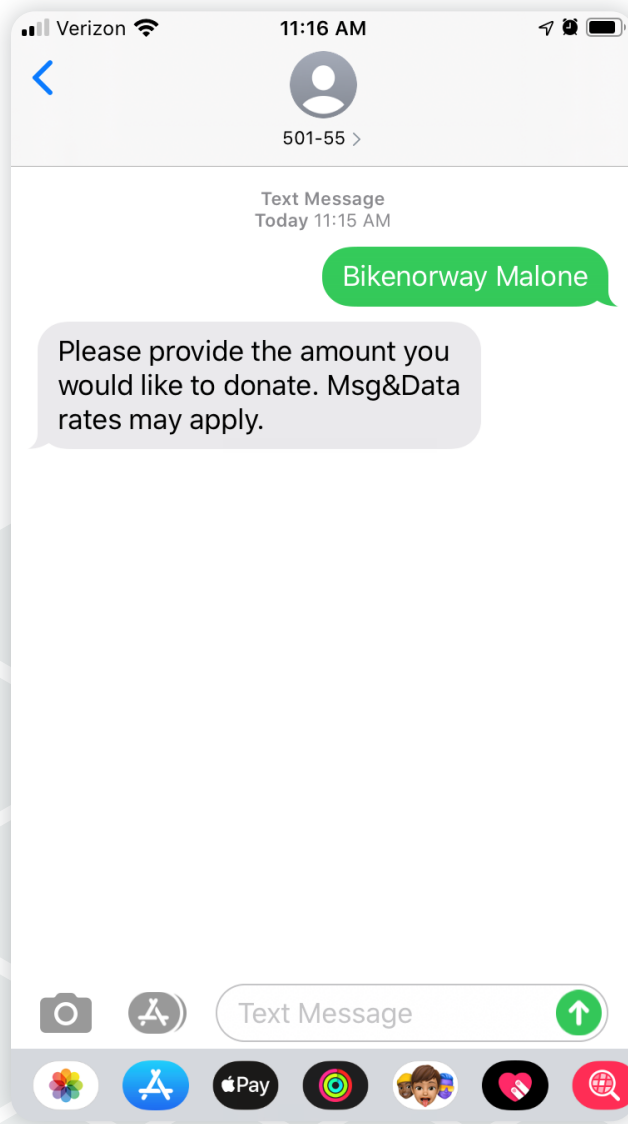 Verizon
11:16 AM
501-55
Text Message
Today 11:15 AM
Bikenorway Malone
Please provide the amount you
would like to donate. Msg&Data
rates may apply.
Text Message
Pay